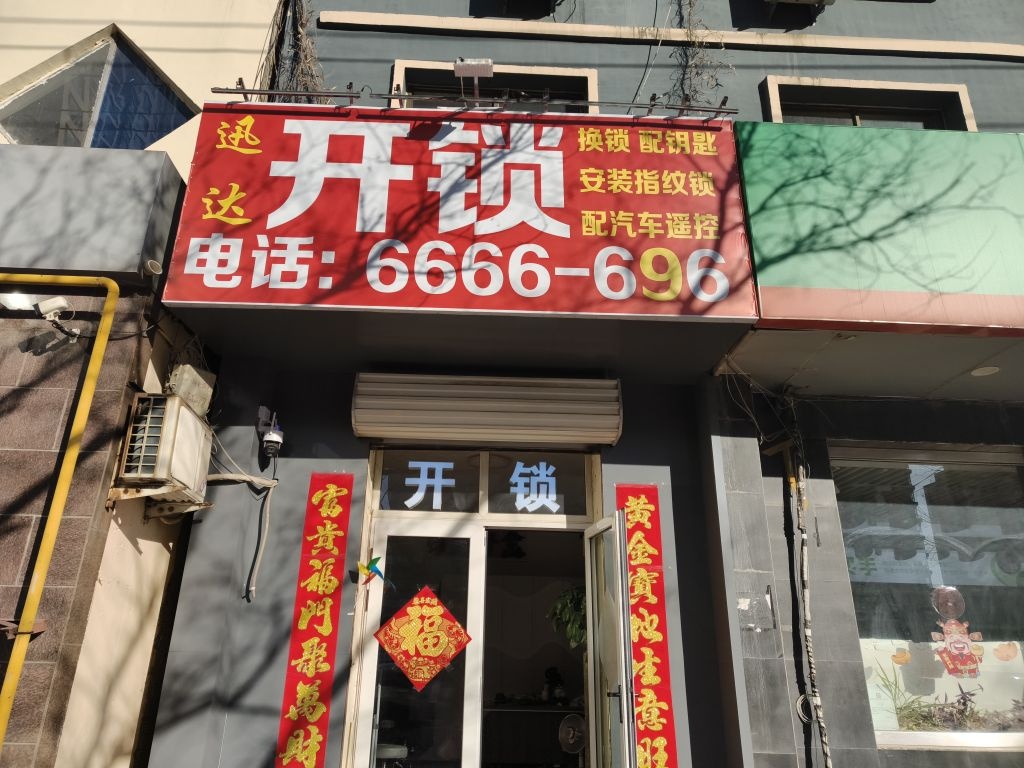 迅达
开锁
换锁 配钥匙
安装指纹锁
配汽车遥控
电话：6666-696
开 锁
富贵福门聚万财
黄金宝地生意旺
福